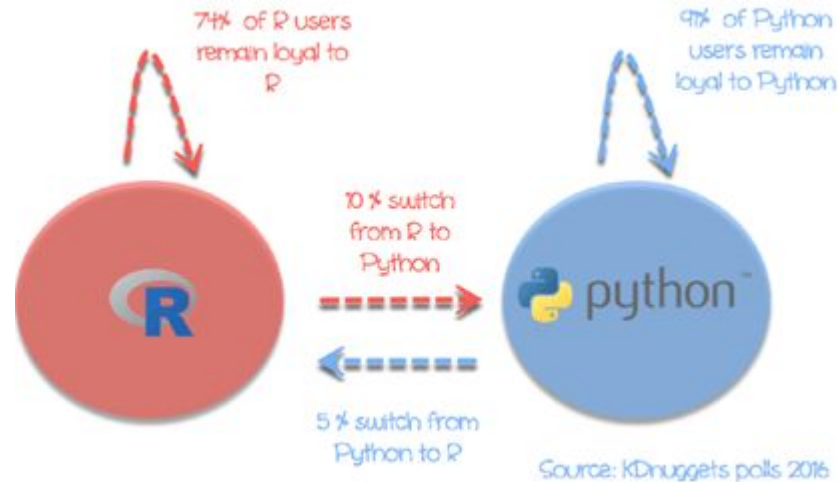 74% of R users
remain loyal to
R
91% of Python
users remain
loyal to Python
10 % switch
from R to
Python
R
python™
5 % switch from
Python to R
Source: KDnuggets polls 2016